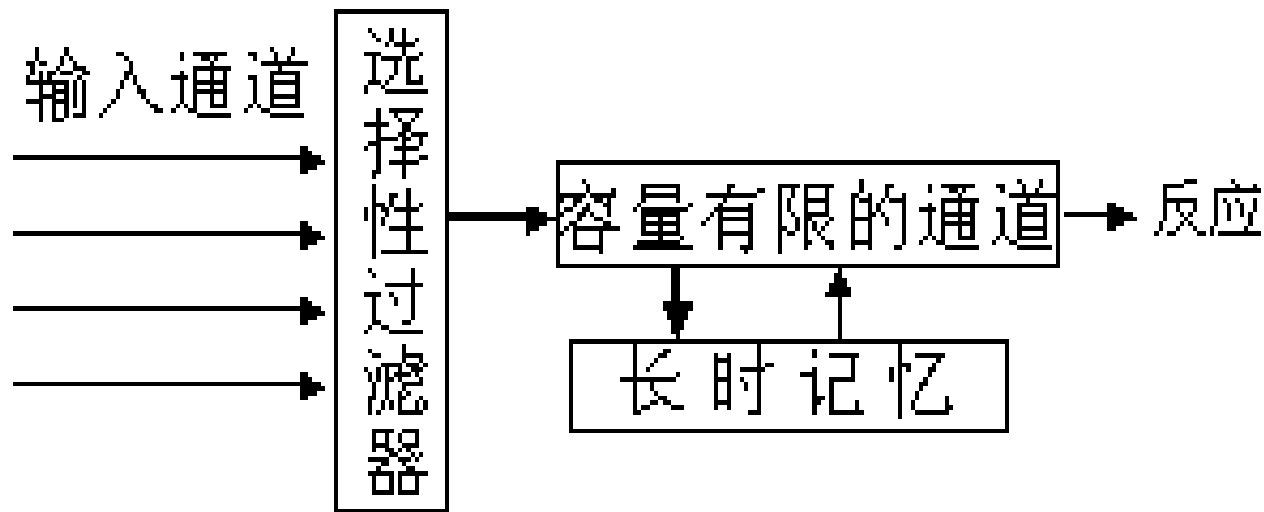 输入通道
选择性过滤器
容量有限的通道
反应
长时记忆